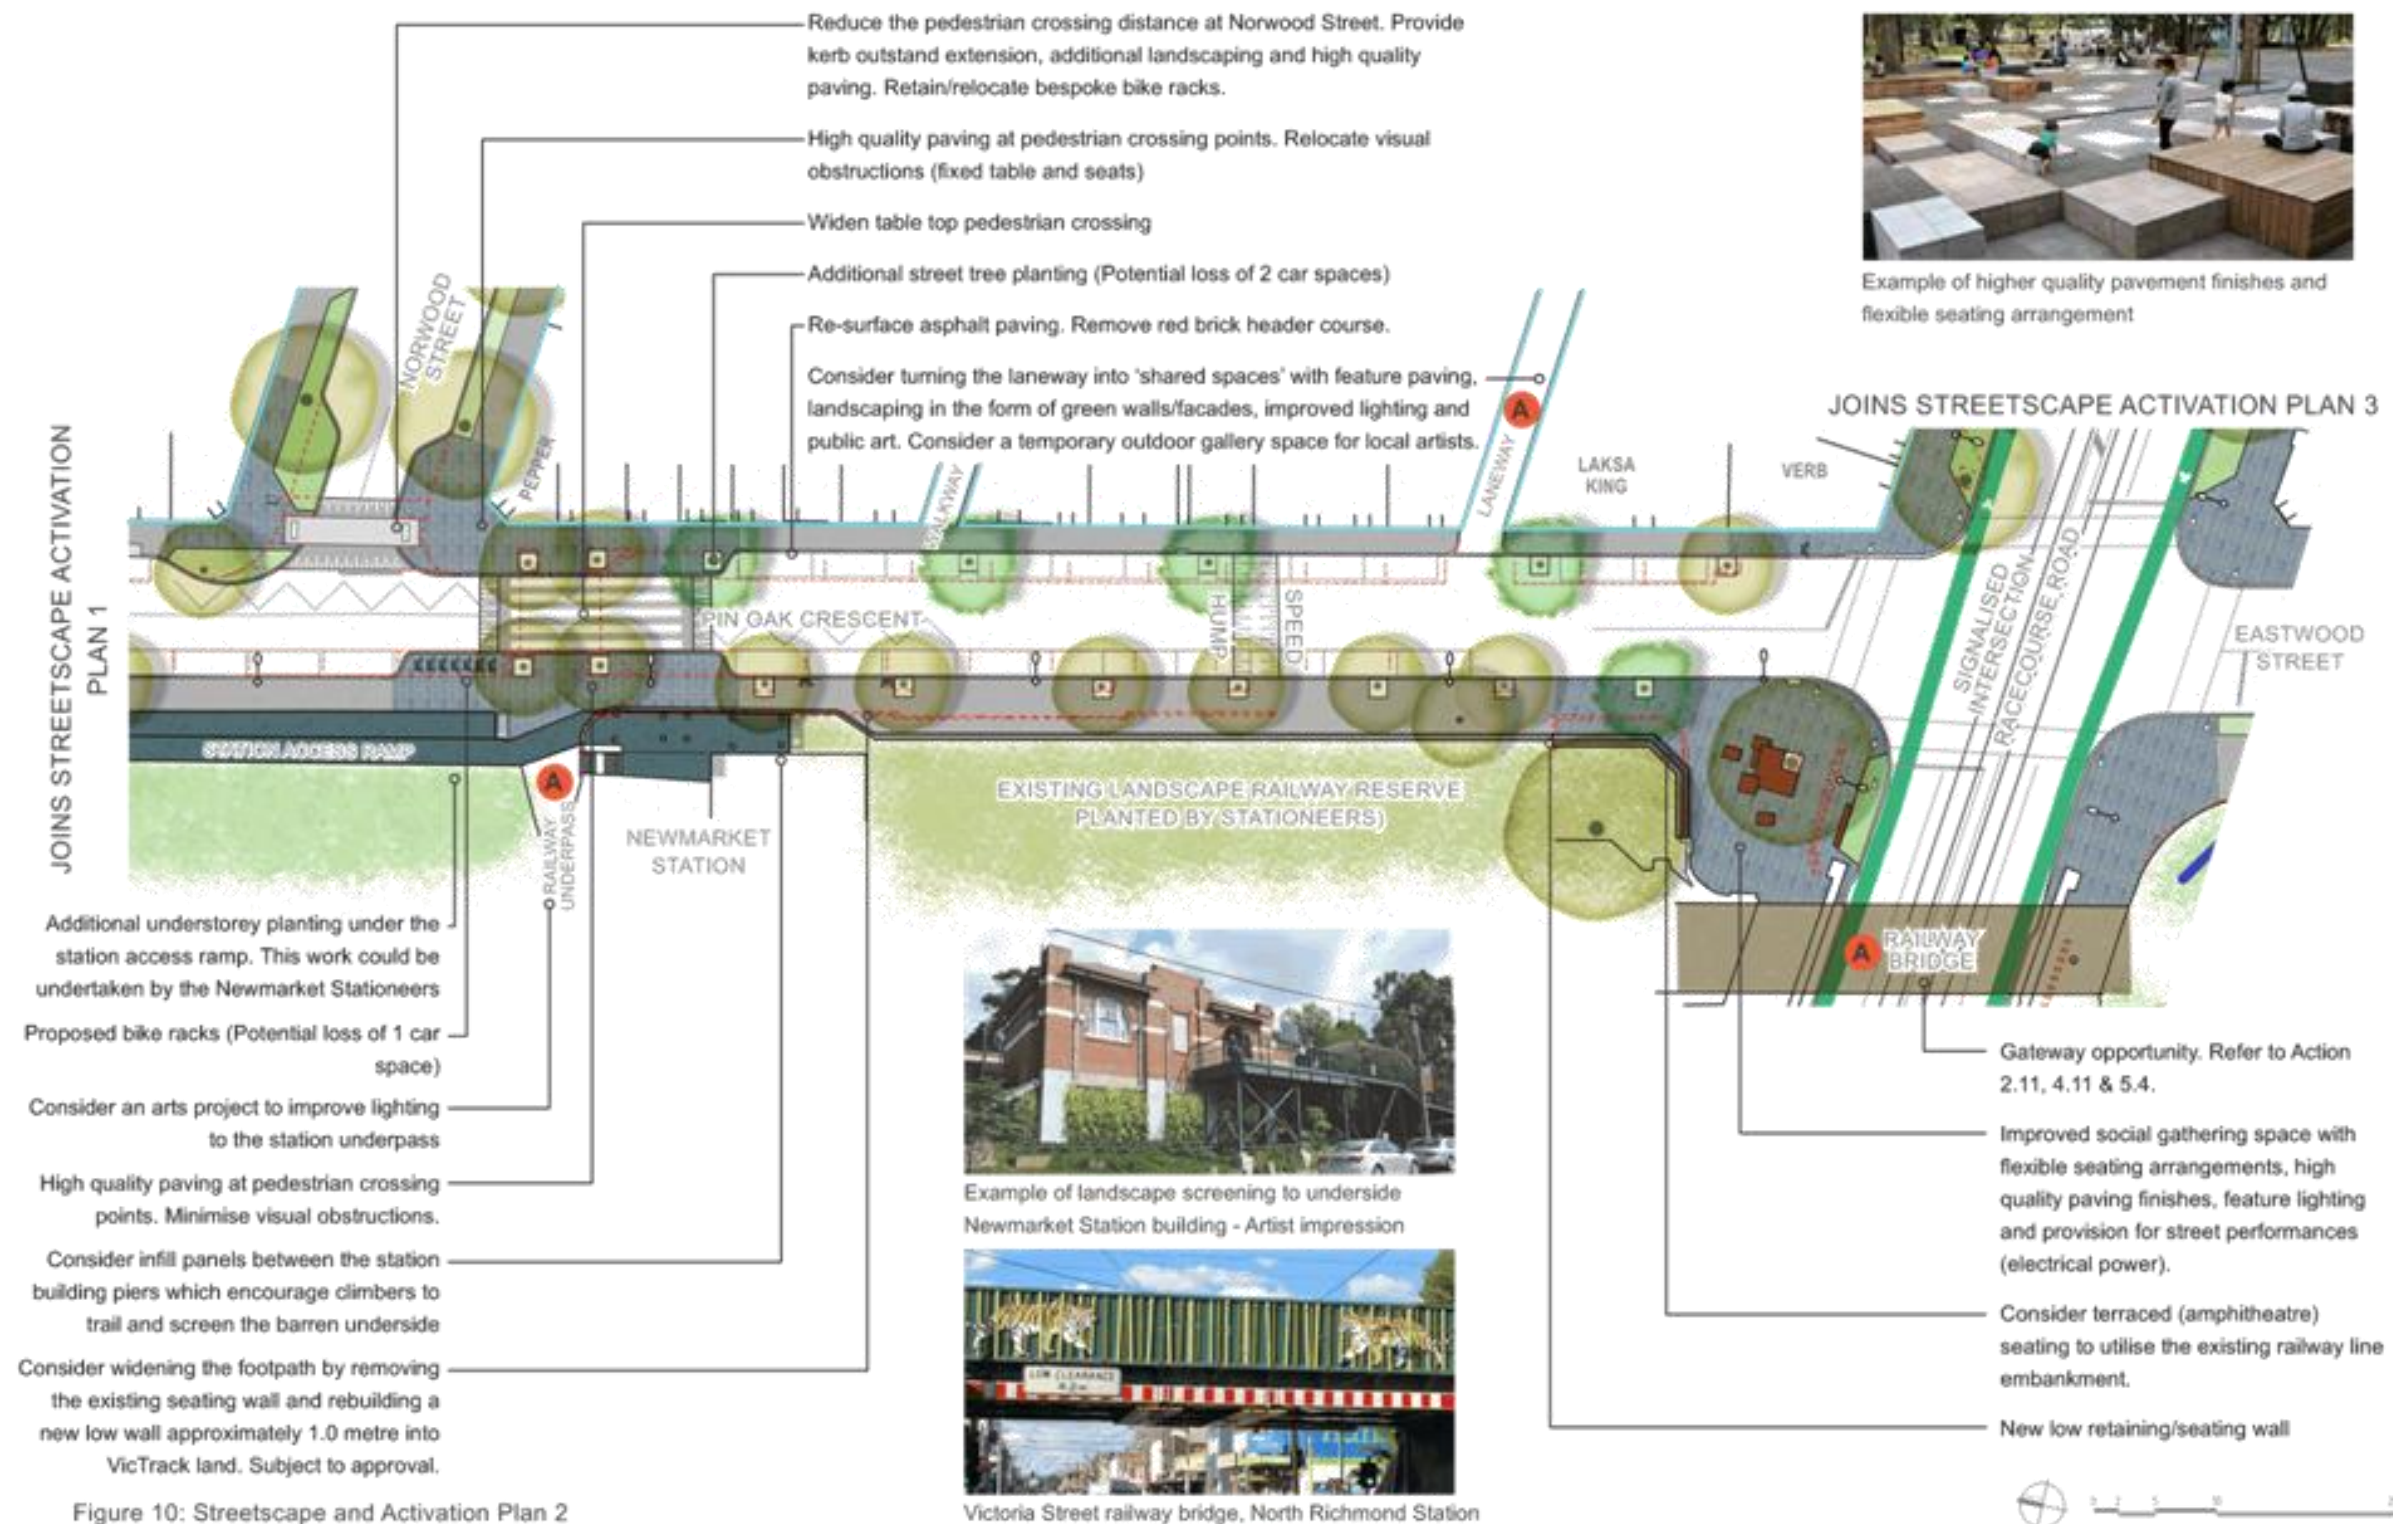 Reduce the pedestrian crossing distance at Norwood Street. Provide
kerb outstand extension, additional landscaping and high quality
paving. Retain/relocate bespoke bike racks.
High quality paving at pedestrian crossing points. Relocate visual
obstructions (fixed table and seats)
Widen table top pedestrian crossing
Additional street tree planting (Potential loss of 2 car spaces)
Re-surface asphalt paving. Remove red brick header course.
Consider turning the laneway into ‘shared spaces’ with feature paving,
landscaping in the form of green walls/facades, improved lighting and
public art. Consider a temporary outdoor gallery space for local artists.
Example of higher quality pavement finishes and
flexible seating arrangement
JOINS STREETSCAPE ACTIVATION PLAN 3
JOINS STREETSCAPE ACTIVATION
PLAN 1
NORWOOD
STREET
PEPPER
WALKWAY
LANEWAY
A
LAKSA
KING
VERB
PIN OAK CRESCENT
HUMP
SPEED
SIGNALISED
INTERSECTION
RACECOURSE ROAD
EASTWOOD
STREET
STATION ACCESS RAMP
A
RAILWAY
UNDERPASS
NEWMARKET
STATION
EXISTING LANDSCAPE RAILWAY RESERVE
PLANTED BY STATIONEERS)
A
RAILWAY
BRIDGE
Additional understorey planting under the
station access ramp. This work could be
undertaken by the Newmarket Stationeers
Proposed bike racks (Potential loss of 1 car
space)
Consider an arts project to improve lighting
to the station underpass
High quality paving at pedestrian crossing
points. Minimise visual obstructions.
Consider infill panels between the station
building piers which encourage climbers to
trail and screen the barren underside
Consider widening the footpath by removing
the existing seating wall and rebuilding a
new low wall approximately 1.0 metre into
VicTrack land. Subject to approval.
Example of landscape screening to underside
Newmarket Station building - Artist impression
LOW CLEARANCE
Victoria Street railway bridge, North Richmond Station
Gateway opportunity. Refer to Action
2.11, 4.11 & 5.4.
Improved social gathering space with
flexible seating arrangements, high
quality paving finishes, feature lighting
and provision for street performances
(electrical power).
Consider terraced (amphitheatre)
seating to utilise the existing railway line
embankment.
New low retaining/seating wall
Figure 10: Streetscape and Activation Plan 2